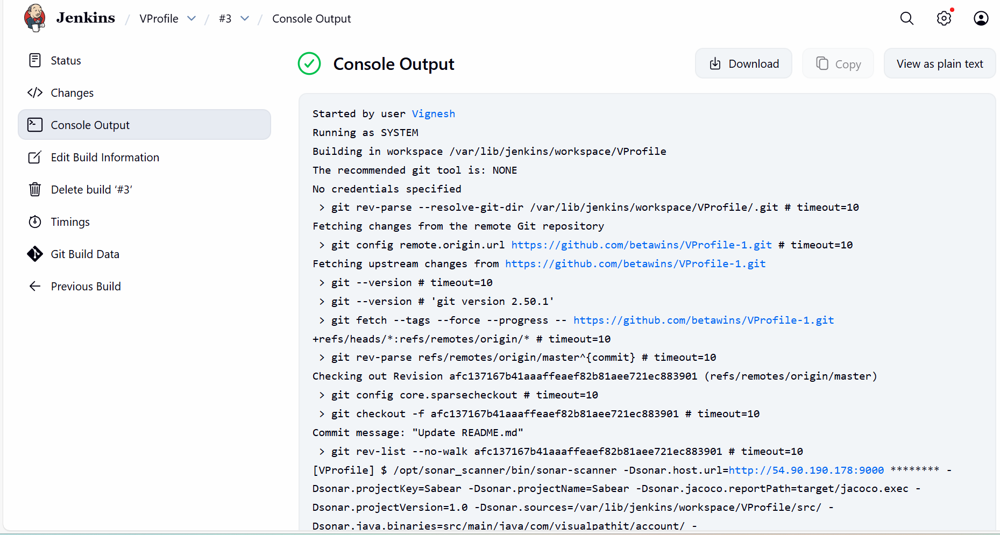 Jenkins / VProfile / #3 / Console Output
Status
Changes
Console Output
Edit Build Information
Delete build ‘#3’
Timings
Git Build Data
Previous Build
Console Output
Download
Copy
View as plain text
Started by user Vignesh
Running as SYSTEM
Building in workspace /var/lib/jenkins/workspace/VProfile
The recommended git tool is: NONE
No credentials specified
 > git rev-parse --resolve-git-dir /var/lib/jenkins/workspace/VProfile/.git # timeout=10
Fetching changes from the remote Git repository
 > git config remote.origin.url https://github.com/betawins/VProfile-1.git # timeout=10
Fetching upstream changes from https://github.com/betawins/VProfile-1.git
 > git --version # timeout=10
 > git --version # 'git version 2.50.1'
 > git fetch --tags --force --progress -- https://github.com/betawins/VProfile-1.git
+refs/heads/*:refs/remotes/origin/* # timeout=10
 > git rev-parse refs/remotes/origin/master^{commit} # timeout=10
Checking out Revision afc137167b41aaaffeaef82b81aee721ec883901 (refs/remotes/origin/master)
 > git config core.sparsecheckout # timeout=10
 > git checkout -f afc137167b41aaaffeaef82b81aee721ec883901 # timeout=10
Commit message: "Update README.md"
 > git rev-list --no-walk afc137167b41aaaffeaef82b81aee721ec883901 # timeout=10
[VProfile] $ /opt/sonar_scanner/bin/sonar-scanner -Dsonar.host.url=http://54.90.190.178:9000 ******** -
Dsonar.projectKey=Sabear -Dsonar.projectName=Sabear -Dsonar.jacoco.reportPath=target/jacoco.exec -
Dsonar.projectVersion=1.0 -Dsonar.sources=/var/lib/jenkins/workspace/VProfile/src/ -
Dsonar.java.binaries=src/main/java/com/visualpathit/account/ -